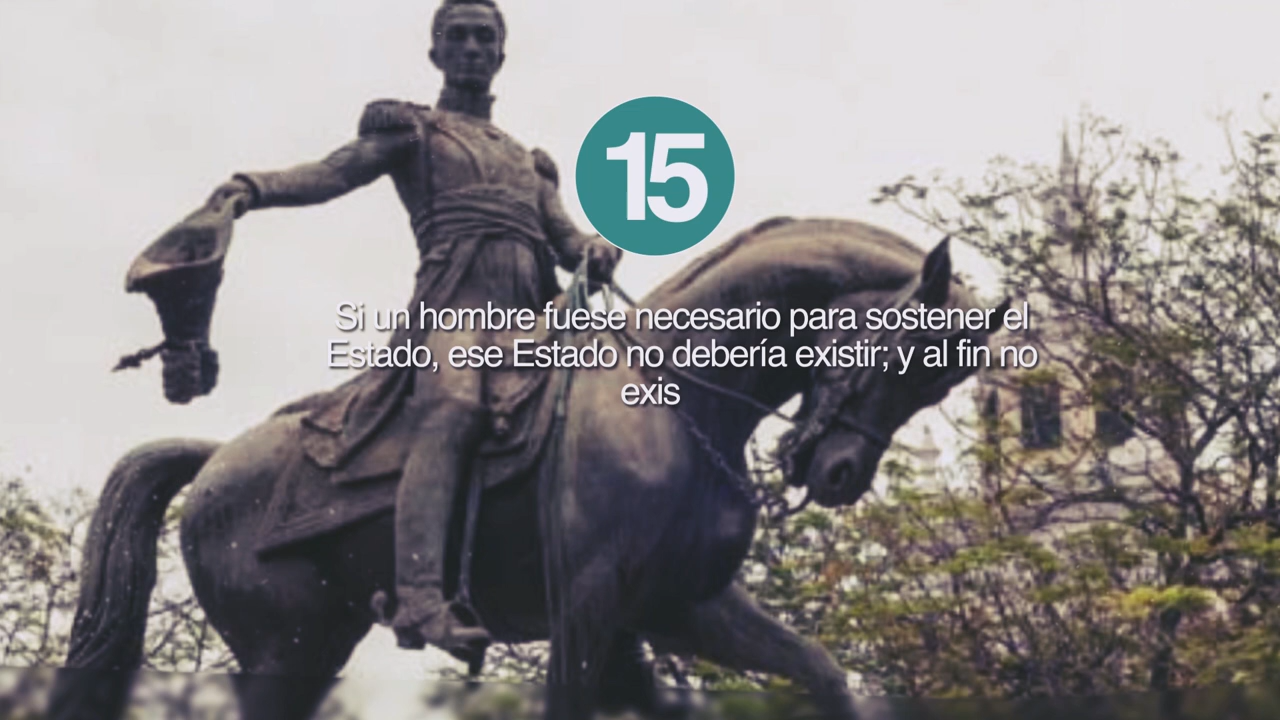 15
Si un hombre fuese necesario para sostener el
Estado, ese Estado no debería existir; y al fin no
exis